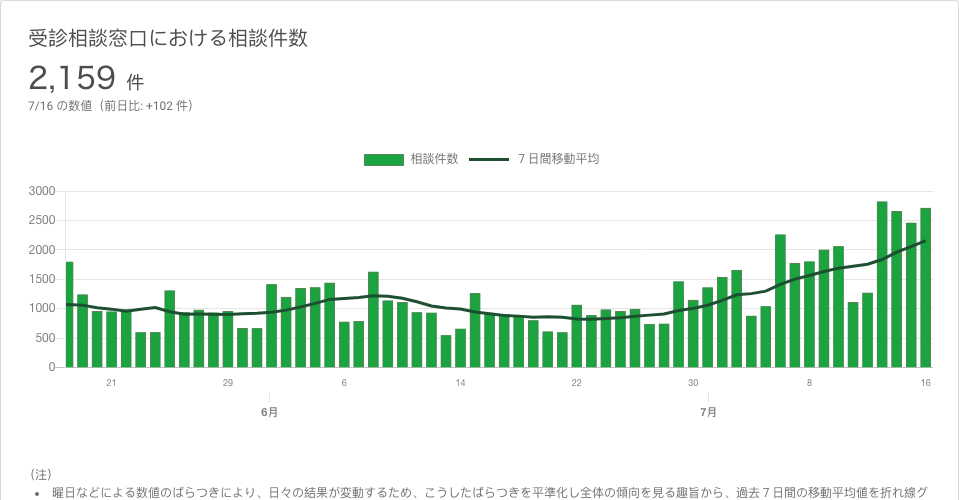 受診相談窓口における相談件数
2,159 件
7/16 の数値（前日比: +102 件）
相談件数 7 日間移動平均
3000
2500
2000
1500
1000
500
0
21 29 6 14 22 30 8 16
6月 7月
（注）
• 曜日などによる数値のばらつきにより、日々の結果が変動するため、こうしたばらつきを平準化し全体の傾向を見る趣旨から、過去 7 日間の移動平均値を折れ線グ